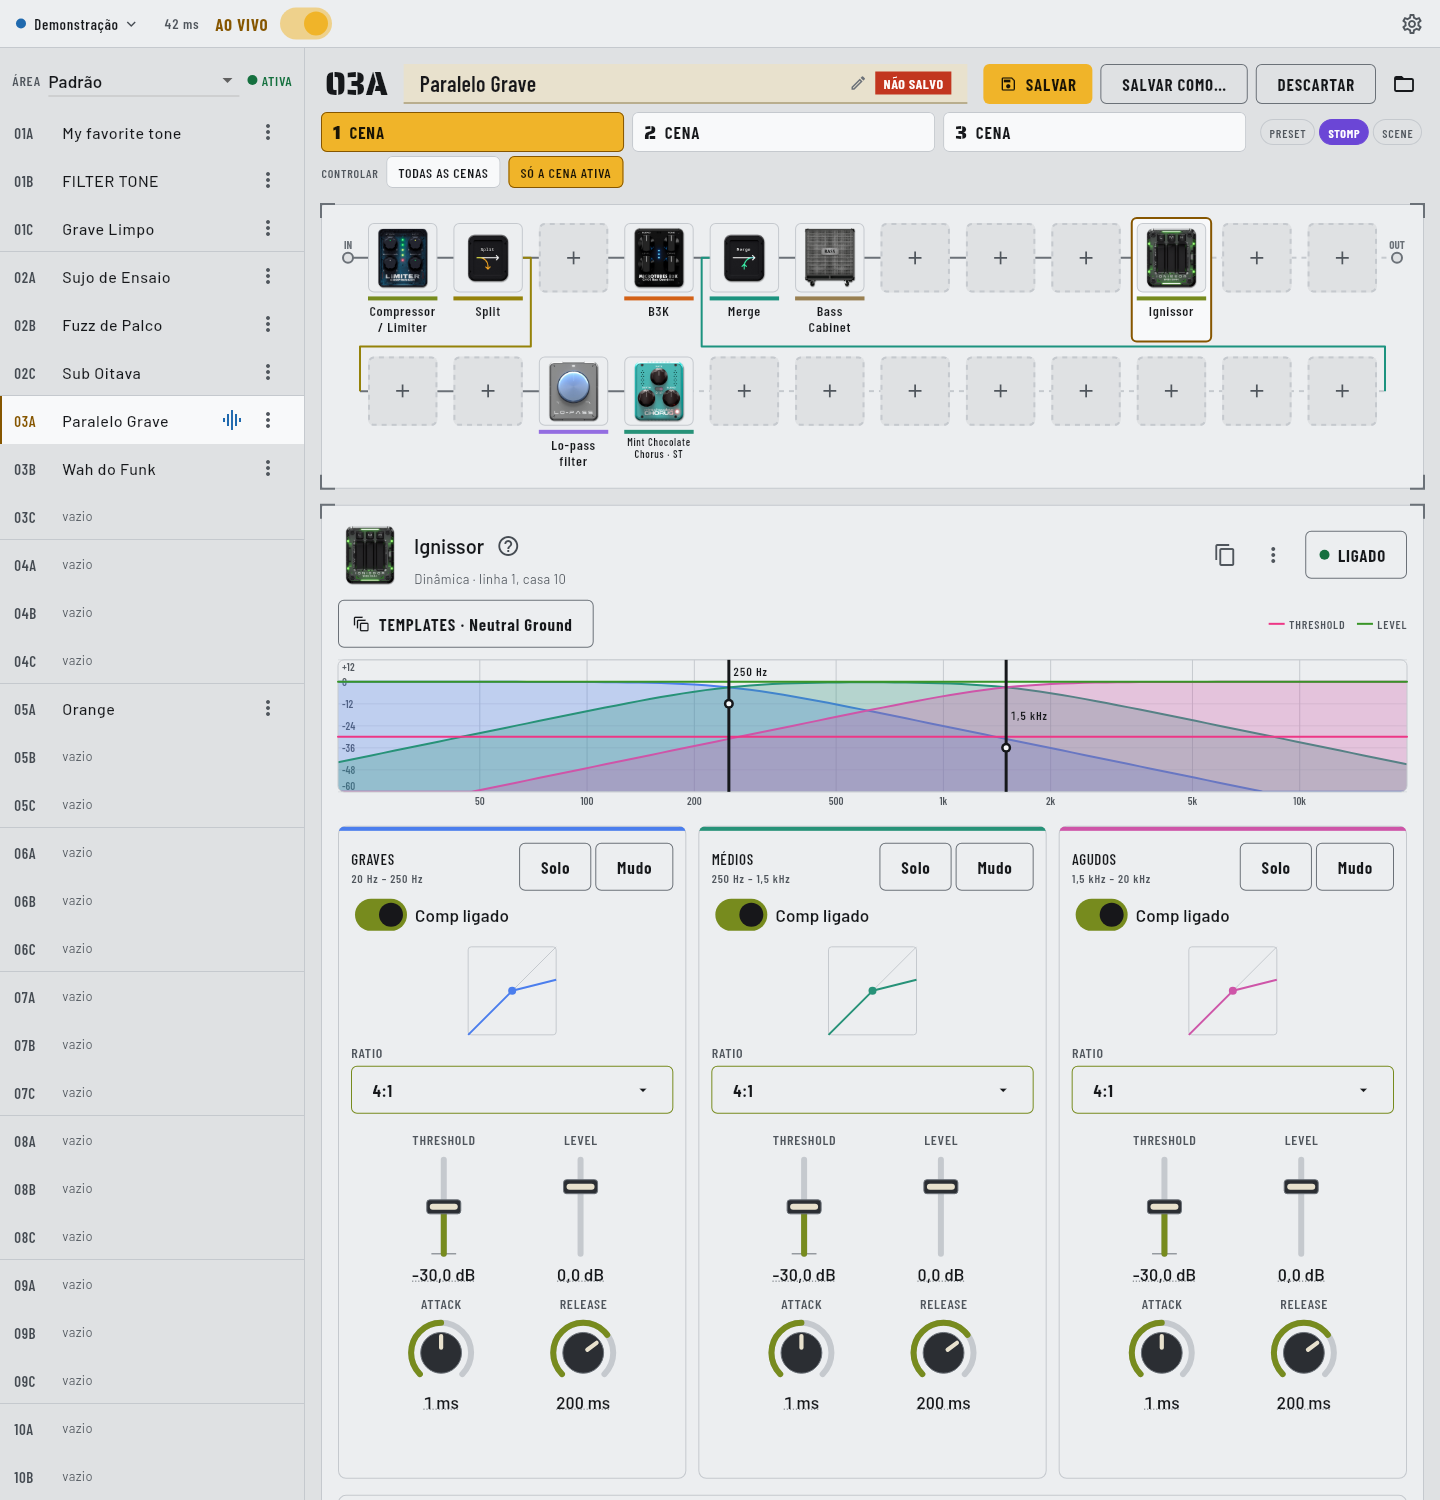 Demonstração
42 ms
AO VIVO
ÁREA
Padrão
ATIVA
01A My favorite tone
01B FILTER TONE
01C Grave Limpo
02A Sujo de Ensaio
02B Fuzz de Palco
02C Sub Oitava
03A Paralelo Grave
03B Wah do Funk
03C vazio
04A vazio
04B vazio
04C vazio
05A Orange
05B vazio
05C vazio
06A vazio
06B vazio
06C vazio
07A vazio
07B vazio
07C vazio
08A vazio
08B vazio
08C vazio
09A vazio
09B vazio
09C vazio
10A vazio
10B vazio
03A
Paralelo Grave
NÃO SALVO
SALVAR
SALVAR COMO...
DESCARTAR
1 CENA
2 CENA
3 CENA
PRESET
STOMP
SCENE
CONTROLAR
TODAS AS CENAS
SÓ A CENA ATIVA
IN
OUT
LIMITER
Split
Merge
BASS
Compressor
/ Limiter
Split
B3K
Merge
Bass
Cabinet
Ignissor
LO-PASS
CHORUS
Lo-pass
filter
Mint Chocolate
Chorus · ST
Ignissor
Dinâmica · linha 1, casa 10
LIGADO
TEMPLATES · Neutral Ground
THRESHOLD
LEVEL
+12
0
-12
-24
-36
-48
-60
250 Hz
1,5 kHz
50 100 200 500 1k 2k 5k 10k
GRAVES
20 Hz – 250 Hz
Solo
Mudo
Comp ligado
RATIO
4:1
THRESHOLD
LEVEL
-30,0 dB
0,0 dB
ATTACK
RELEASE
1 ms
200 ms
MÉDIOS
250 Hz – 1,5 kHz
Solo
Mudo
Comp ligado
RATIO
4:1
THRESHOLD
LEVEL
-30,0 dB
0,0 dB
ATTACK
RELEASE
1 ms
200 ms
AGUDOS
1,5 kHz – 20 kHz
Solo
Mudo
Comp ligado
RATIO
4:1
THRESHOLD
LEVEL
-30,0 dB
0,0 dB
ATTACK
RELEASE
1 ms
200 ms